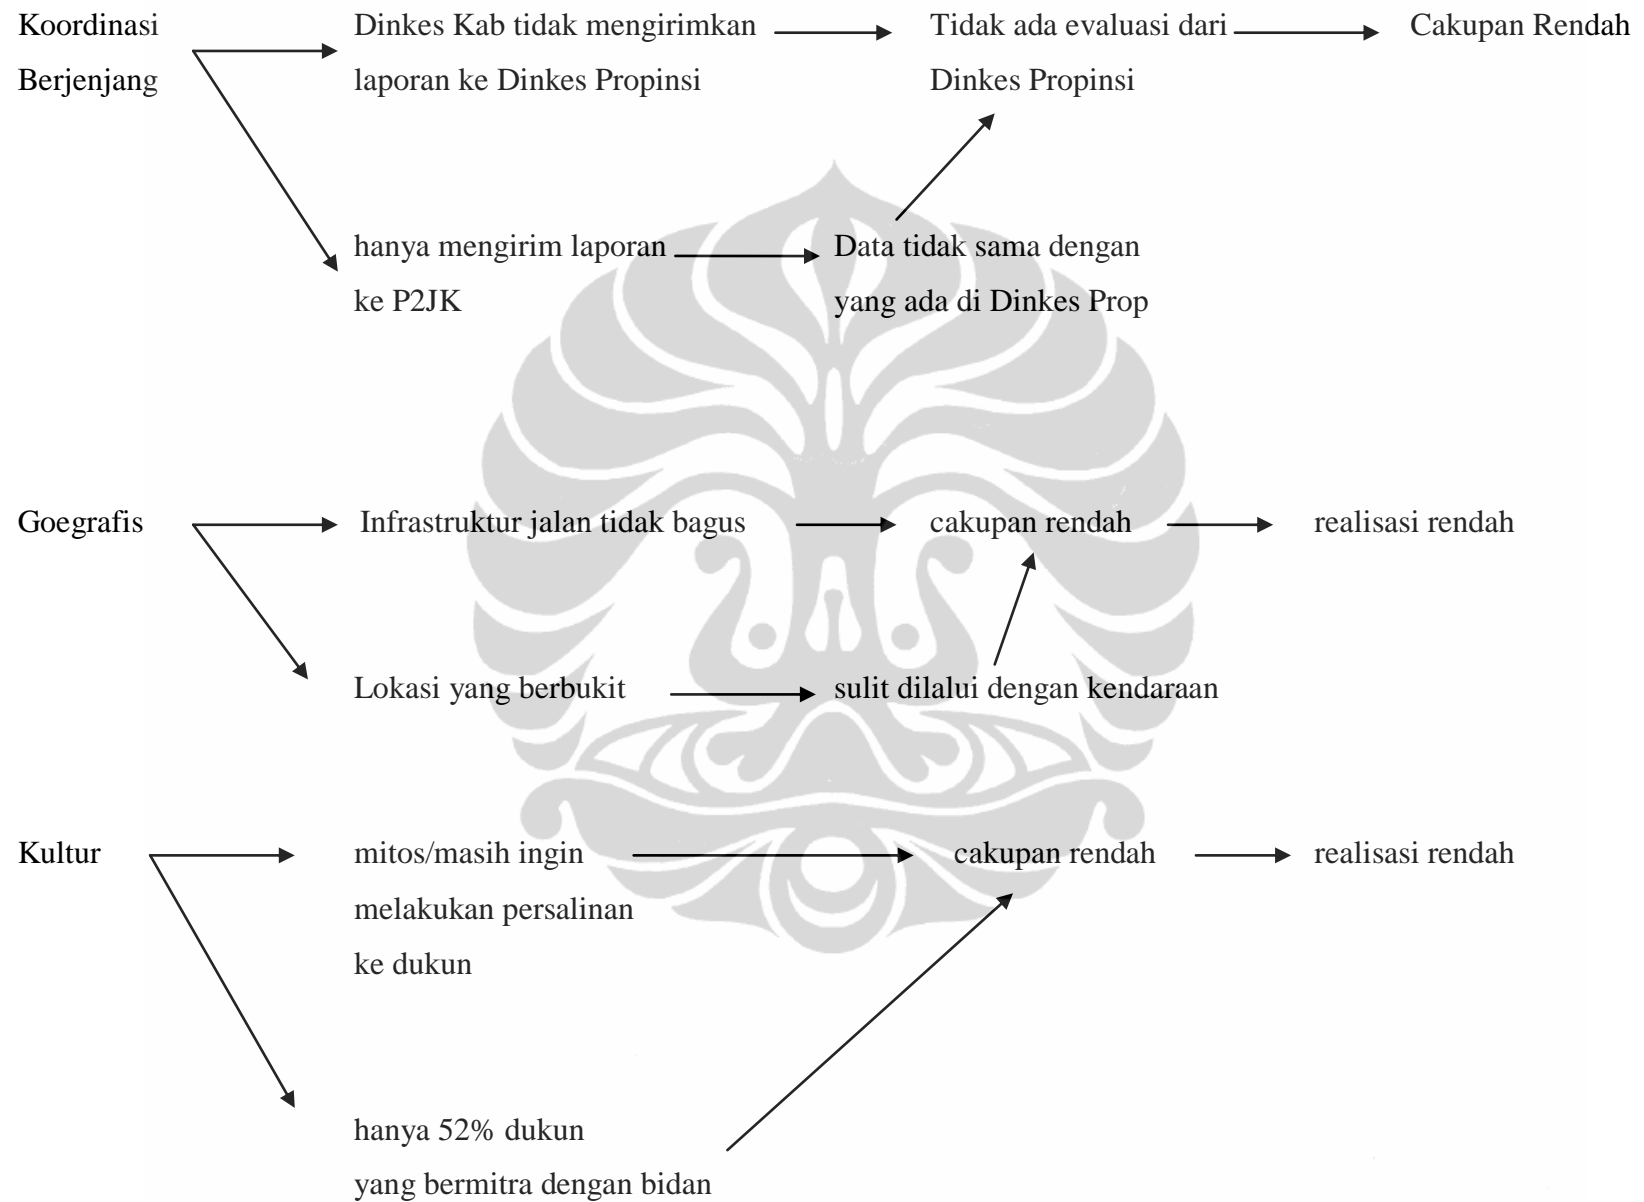 Koordinasi Dinkes Kab tidak mengirimkan Tidak ada evaluasi dari Cakupan Rendah
Berjenjang laporan ke Dinkes Propinsi Dinkes Propinsi
hanya mengirim laporan Data tidak sama dengan
ke P2JK yang ada di Dinkes Prop
Goegrafis Infrastruktur jalan tidak bagus cakupan rendah realisasi rendah
Lokasi yang berbukit sulit dilalui dengan kendaraan
Kultur mitos/masih ingin cakupan rendah realisasi rendah
melakukan persalinan
ke dukun
hanya 52% dukun
yang bermitra dengan bidan